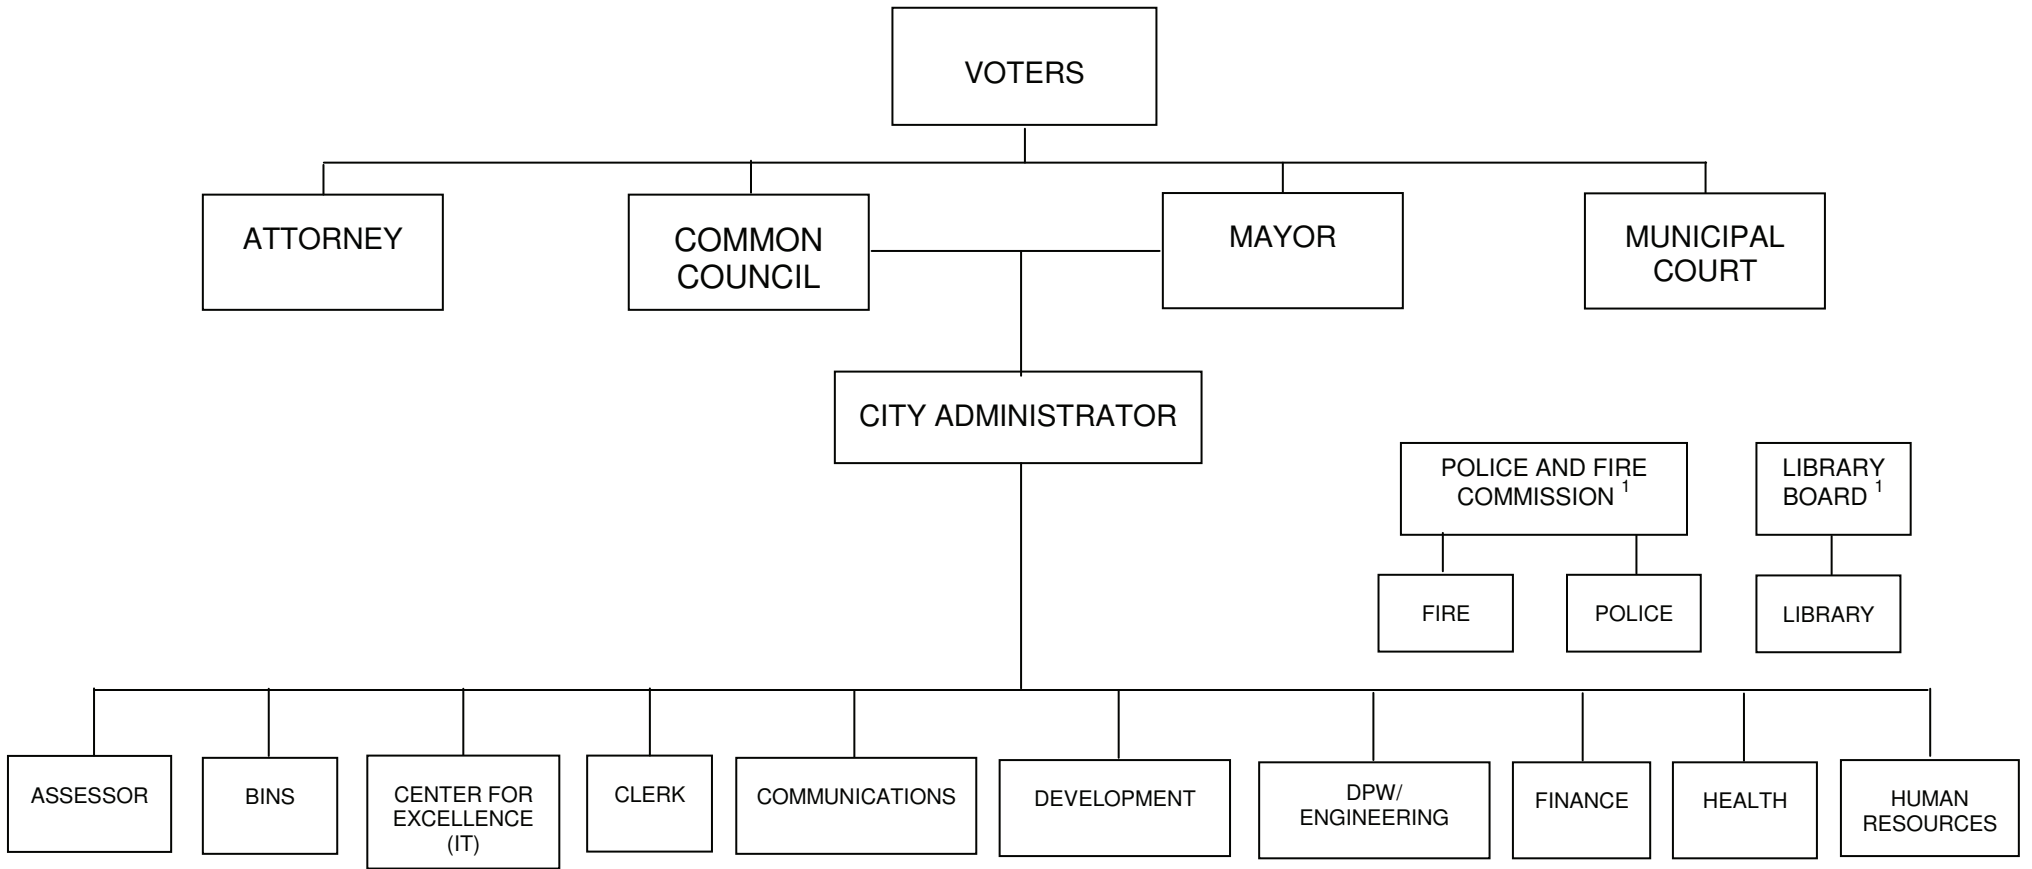 VOTERS
ATTORNEY
COMMON
COUNCIL
MAYOR
MUNICIPAL
COURT
CITY ADMINISTRATOR
POLICE AND FIRE
COMMISSION ¹
LIBRARY
BOARD ¹
FIRE
POLICE
LIBRARY
ASSESSOR
BINS
CENTER FOR
EXCELLENCE
(IT)
CLERK
COMMUNICATIONS
DEVELOPMENT
DPW/
ENGINEERING
FINANCE
HEALTH
HUMAN
RESOURCES